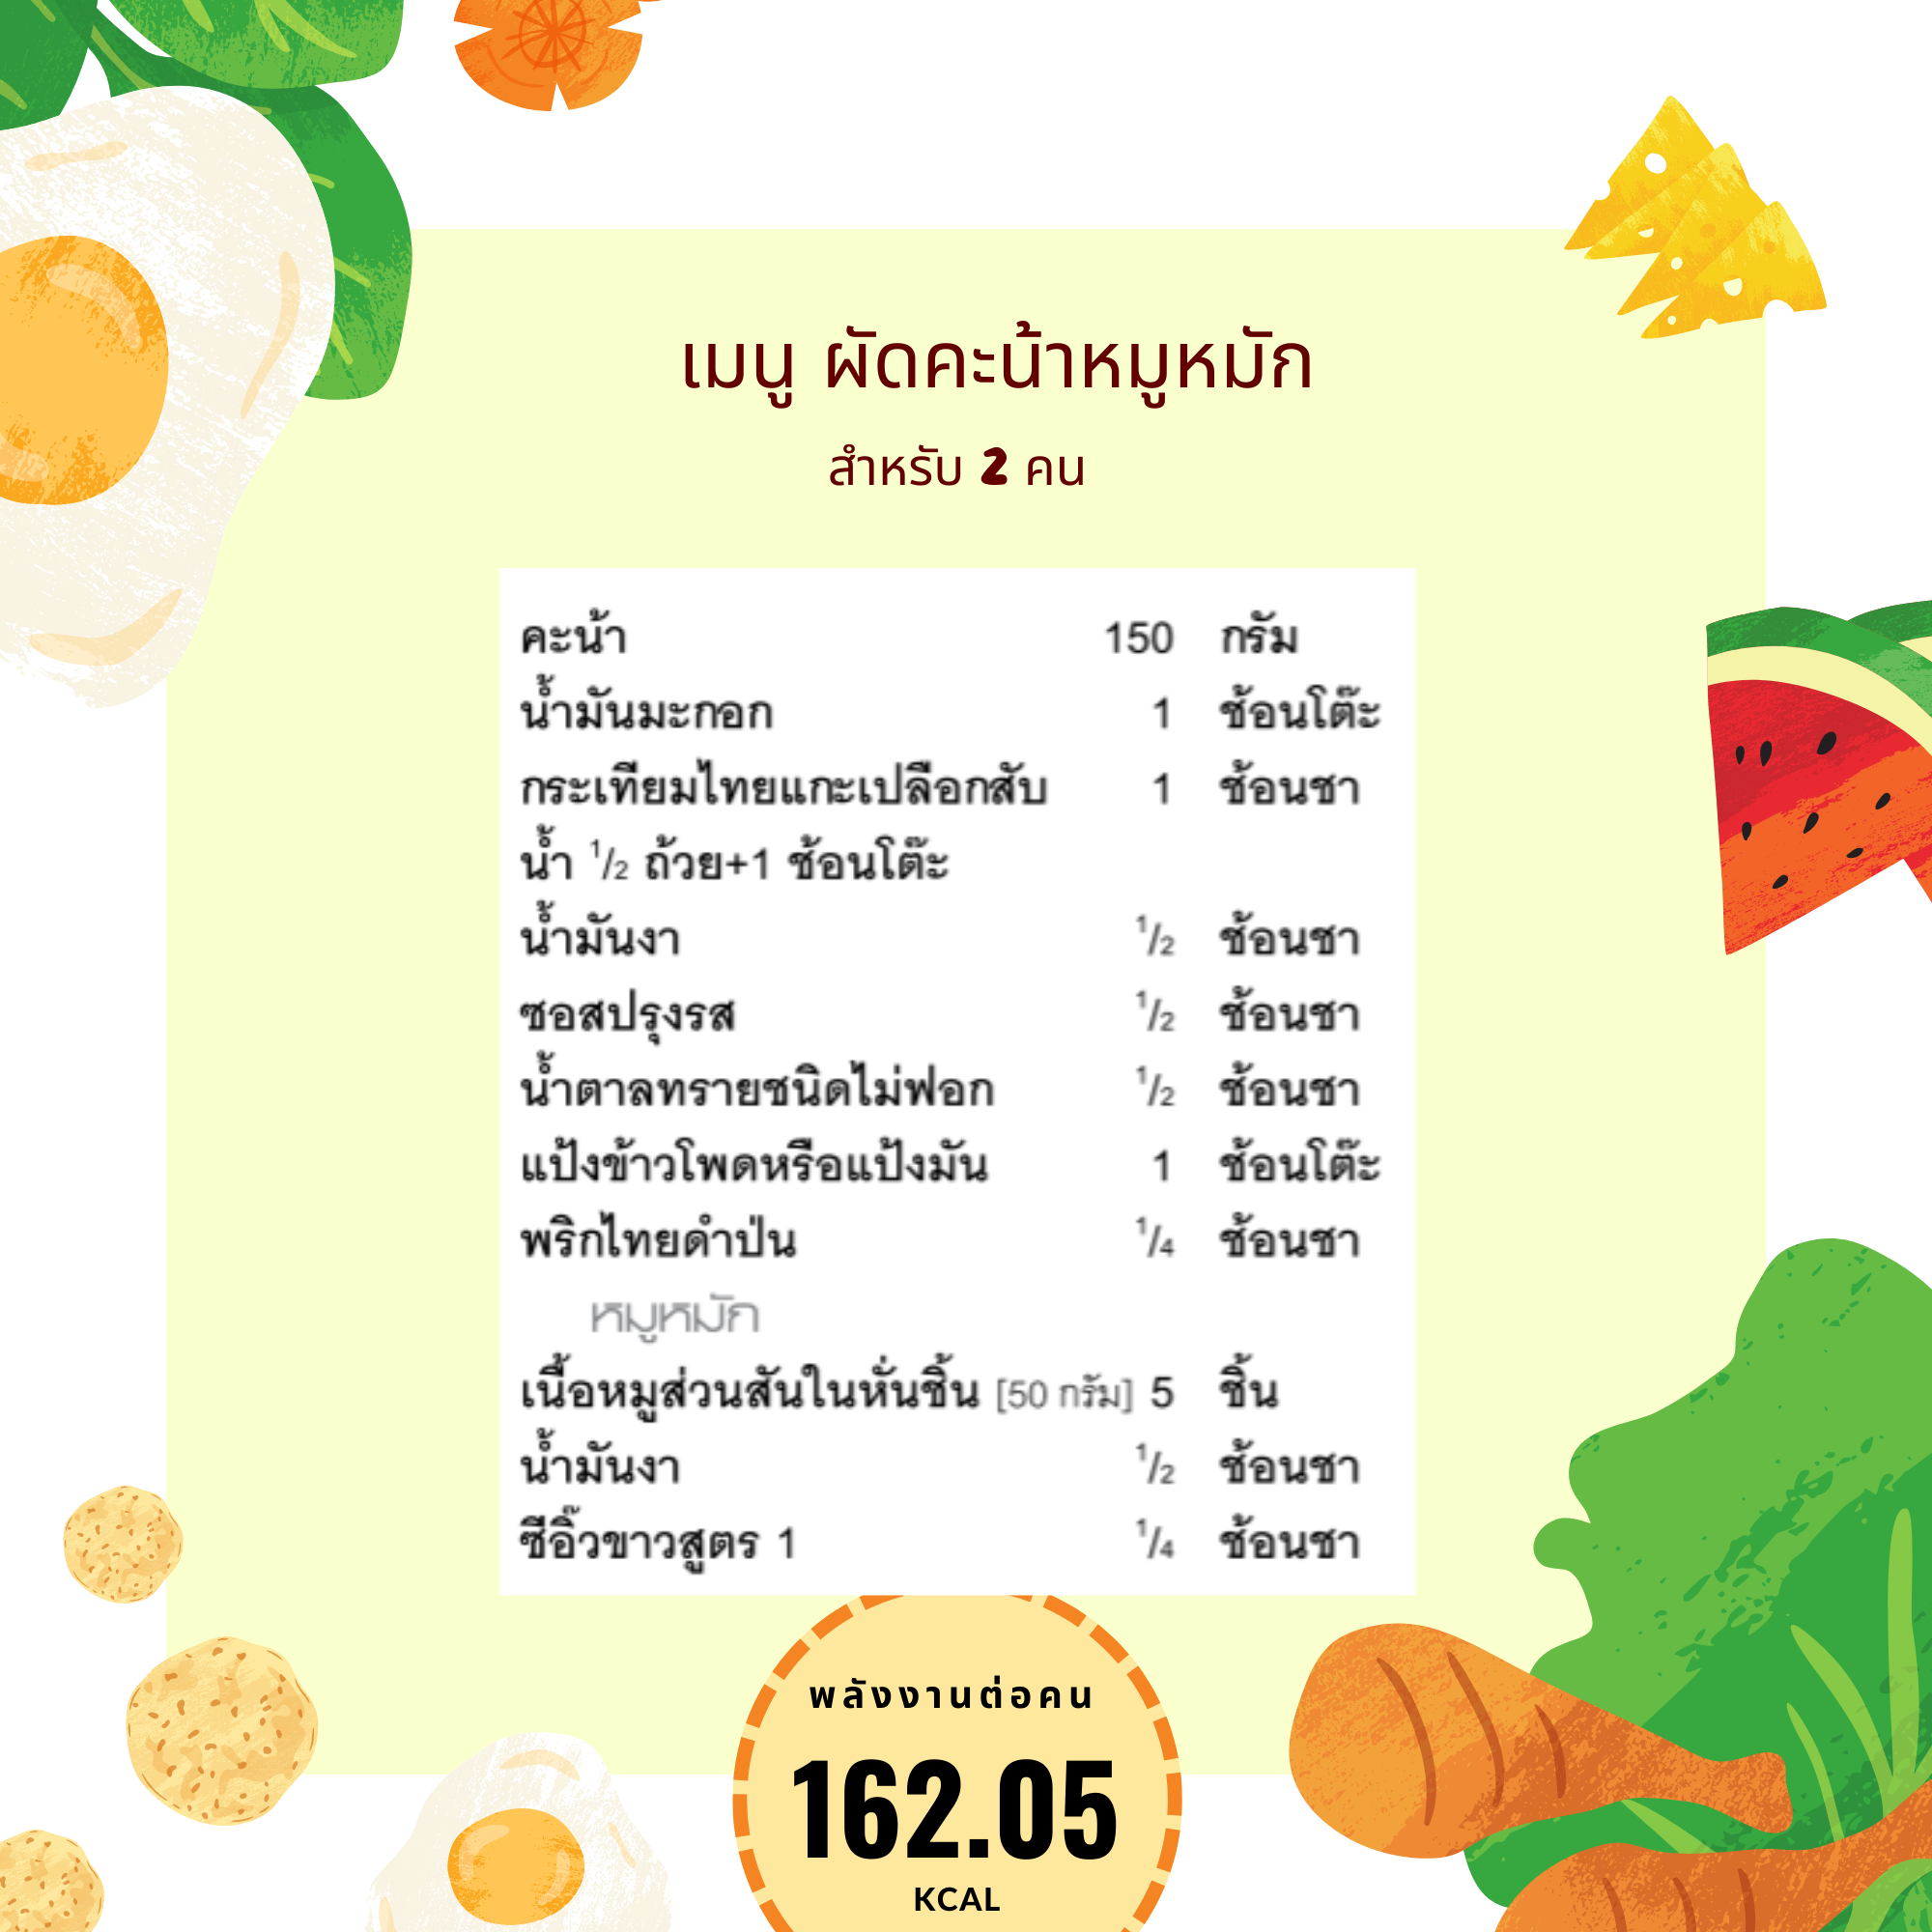 เมนู ผัดคะน้าหมูหมัก
สำหรับ 2 คน
คะน้า 150 กรัม
น้ำมันมะกอก 1 ช้อนโต๊ะ
กระเทียมไทยแกะเปลือกสับ 1 ช้อนชา
น้ำ 1/2 ถ้วย+1 ช้อนโต๊ะ
น้ำมันงา 1/2 ช้อนชา
ซอสปรุงรส 1/2 ช้อนชา
น้ำตาลทรายชนิดไม่ฟอก 1/2 ช้อนชา
แป้งข้าวโพดหรือแป้งมัน 1 ช้อนโต๊ะ
พริกไทยดำป่น 1/4 ช้อนชา
หมูหมัก
เนื้อหมูส่วนสันในหั่นชิ้น [50 กรัม] 5 ชิ้น
น้ำมันงา 1/2 ช้อนชา
ซีอิ๊วขาวสูตร 1 1/4 ช้อนชา
พลังงานต่อคน
162.05
KCAL